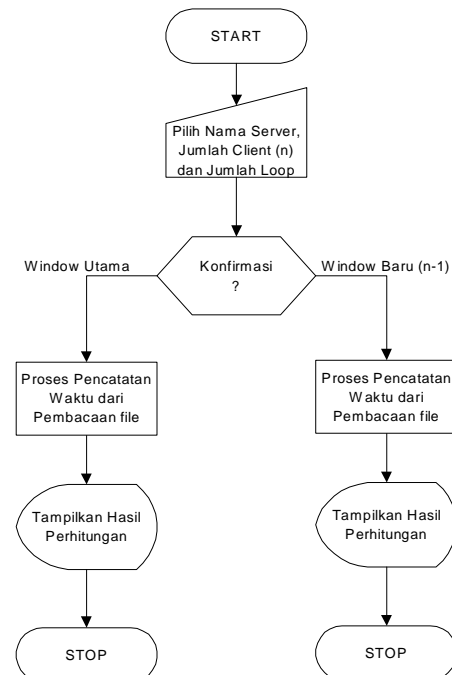 START
Pilih Nama Server,
Jumlah Client (n)
dan Jumlah Loop
Window Utama
Konfirmasi
?
Window Baru (n-1)
Proses Pencatatan
Waktu dari
Pembacaan file
Tampilkan Hasil
Perhitungan
STOP
Proses Pencatatan
Waktu dari
Pembacaan file
Tampilkan Hasil
Perhitungan
STOP